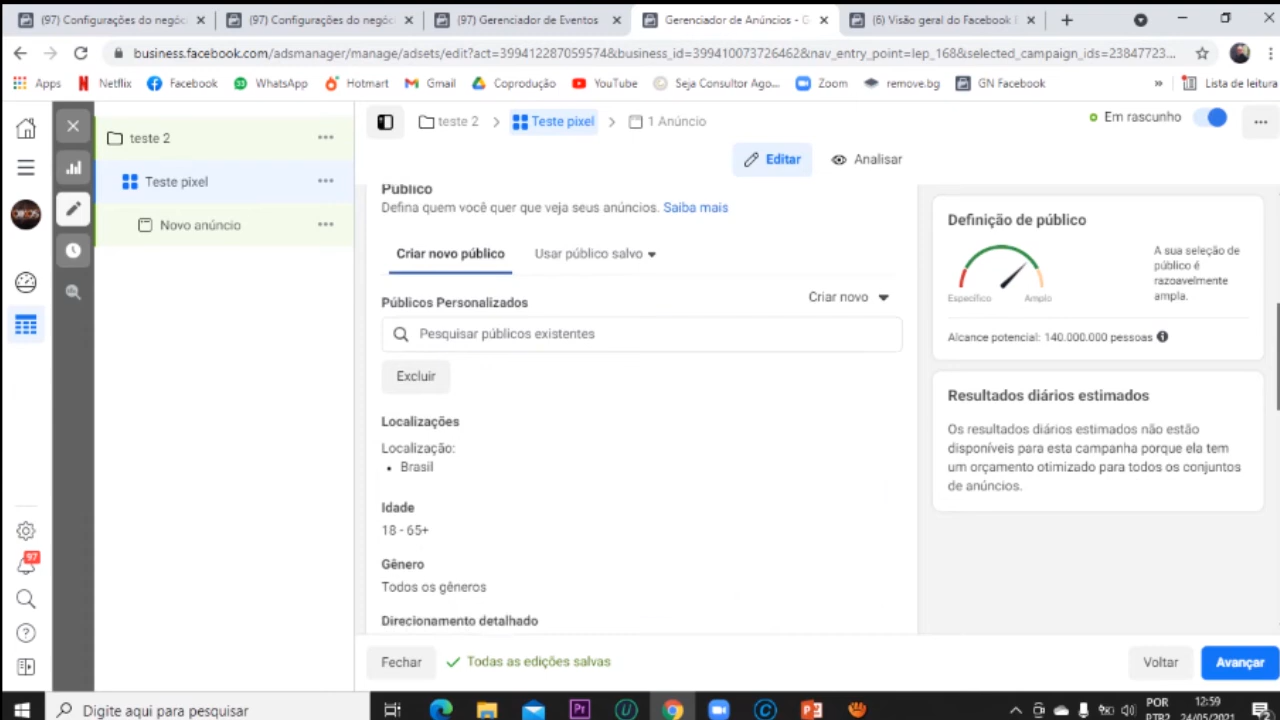 (97) Configurações do negóc
(97) Configurações do negóc
(97) Gerenciador de Eventos
Gerenciador de Anúncios - G
(6) Visão geral do Facebook
business.facebook.com/adsmanager/manage/adsets/edit?act=399412287059574&business_id=399410073726462&nav_entry_point=lep_168&selected_campaign_ids=23847723...
Apps
Netflix
Facebook
WhatsApp
Hotmart
Gmail
Coprodução
YouTube
Seja Consultor Ago...
Zoom
remove.bg
GN Facebook
»
Lista de leitura
teste 2
Teste pixel
Novo anúncio
97
teste 2 > Teste pixel > 1 Anúncio
Em rascunho
Editar
Analisar
Público
Defina quem você quer que veja seus anúncios. Saiba mais
Criar novo público
Usar público salvo
Públicos Personalizados
Criar novo
Pesquisar públicos existentes
Excluir
Localizações
Localização:
• Brasil
Idade
18 - 65+
Gênero
Todos os gêneros
Direcionamento detalhado
Definição de público
Específico
Amplo
A sua seleção de
público é
razoavelmente
ampla.
Alcance potencial: 140.000.000 pessoas
Resultados diários estimados
Os resultados diários estimados não estão
disponíveis para esta campanha porque ela tem
um orçamento otimizado para todos os conjuntos
de anúncios.
Fechar
Todas as edições salvas
Voltar
Avançar
Digite aqui para pesquisar
Pr
POR
PTB2
12:59
24/05/2021